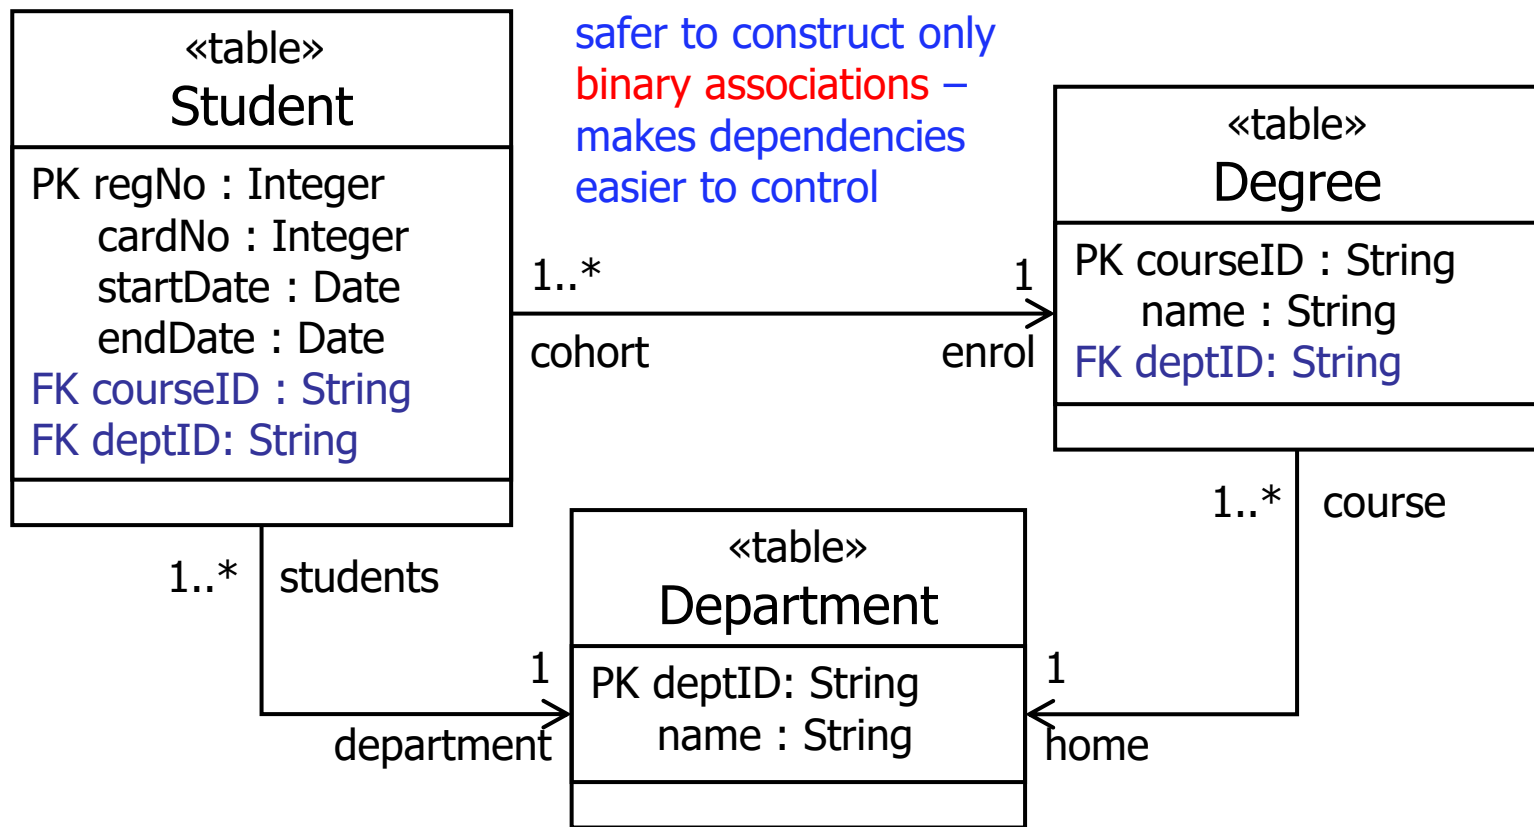 «table»
Student
PK regNo : Integer
cardNo : Integer
startDate : Date
endDate : Date
FK courseID : String
FK deptID: String
safer to construct only
binary associations –
makes dependencies
easier to control
«table»
Degree
PK courseID : String
name : String
FK deptID: String
1..*
1
cohort
enrol
1..*
students
1
department
«table»
Department
PK deptID: String
name : String
1..*
course
1
home